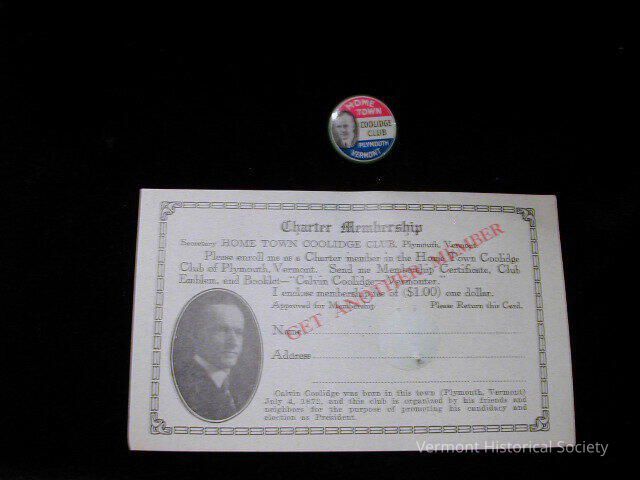 HOME
TOWN
COOLIDGE
CLUB
PLYMOUTH
VERMONT
Charter Membership
Secretary HOME TOWN COOLIDGE CLUB, Plymouth, Vermont
Please enroll me as a Charter member in the Home Town Coolidge
Club of Plymouth, Vermont. Send me Membership Certificate, Club
Emblem, and Booklet—"Calvin Coolidge, Vermonter."
I enclose membership fee of ($1.00) one dollar.
Approved for Membership Please Return this Card.
GET ANOTHER MEMBER
Name
Address
Calvin Coolidge was born in this town (Plymouth, Vermont)
July 4, 1872, and this club is organized by his friends and
neighbors for the purpose of promoting his candidacy and
election as President.
Vermont Historical Society